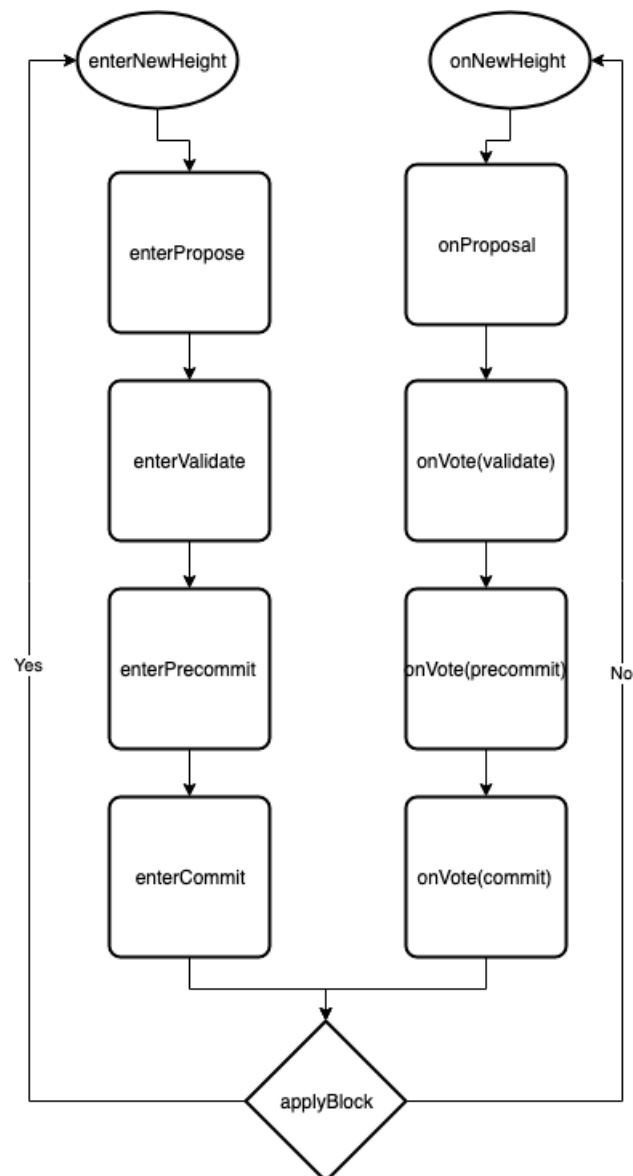 enterNewHeight
onNewHeight
enterPropose
onProposal
enterValidate
onVote(validate)
Yes
enterPrecommit
onVote(precommit)
No
enterCommit
onVote(commit)
applyBlock